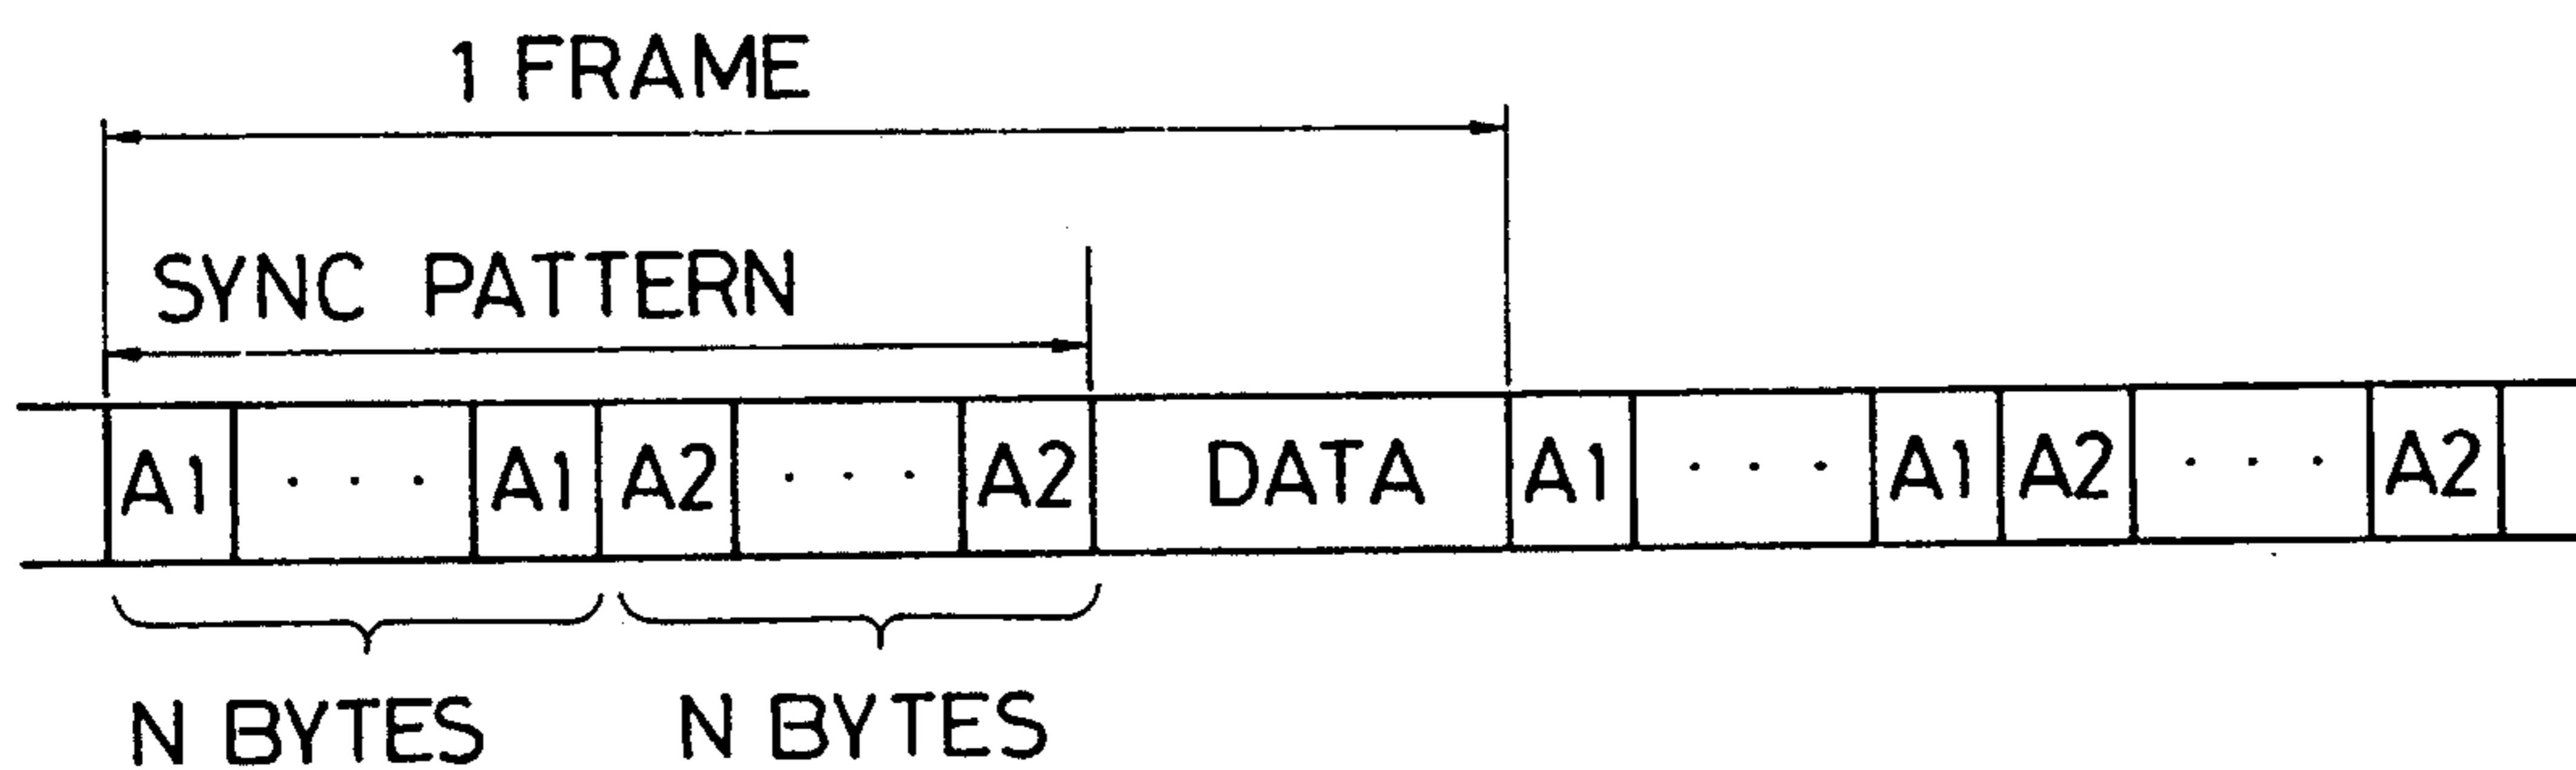 1 FRAME
SYNC PATTERN
A1 · · · A1 A2 · · · A2 DATA A1 · · · A1 A2 · · · A2
N BYTES N BYTES